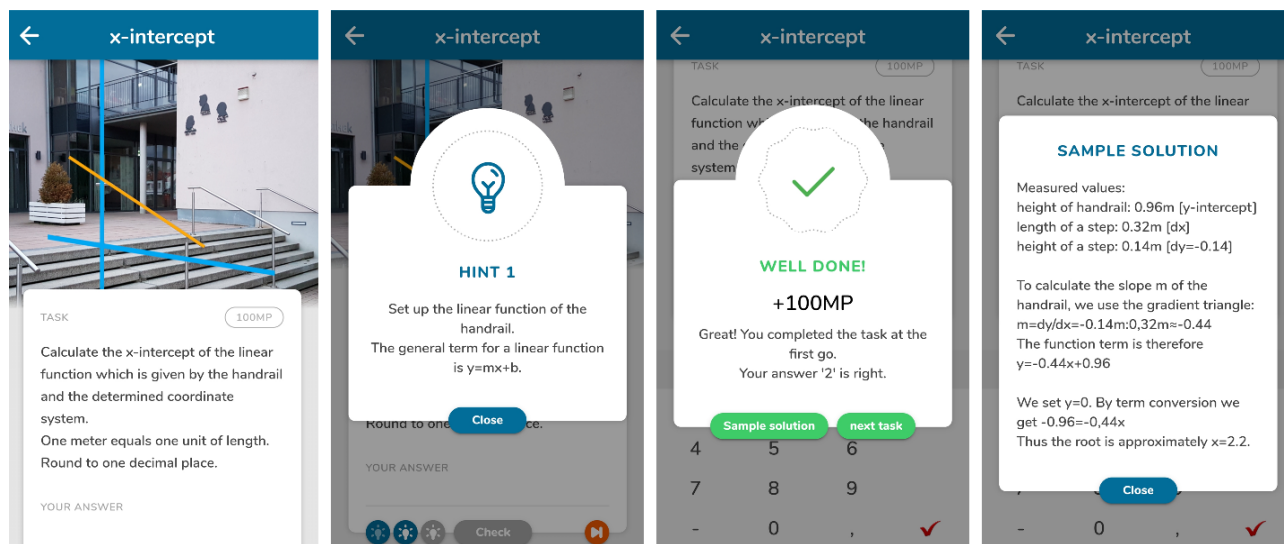 x-intercept
TASK
100MP
Calculate the x-intercept of the linear
function which is given by the handrail
and the determined coordinate
system.
One meter equals one unit of length.
Round to one decimal place.
YOUR ANSWER
x-intercept
HINT 1
Set up the linear function of the
handrail.
The general term for a linear function
is y=mx+b.
Close
Round to one ce.
YOUR ANSWER
Check
x-intercept
TASK
100MP
Calculate the x-intercept of the linear
function the handrail
and the
system
WELL DONE!
+100MP
Great! You completed the task at the
first go.
Your answer '2' is right.
Sample solution
next task
4 5 6
7 8 9
- 0 ,
x-intercept
TASK
100MP
Calculate the x-intercept of the linear
SAMPLE SOLUTION
Measured values:
height of handrail: 0.96m [y-intercept]
length of a step: 0.32m [dx]
height of a step: 0.14m [dy=-0.14]
To calculate the slope m of the
handrail, we use the gradient triangle:
m=dy/dx=-0.14m:0,32m≈-0.44
The function term is therefore
y=-0.44x+0.96
We set y=0. By term conversion we
get -0.96=-0,44x
Thus the root is approximately x=2.2.
Close
- 0 ,